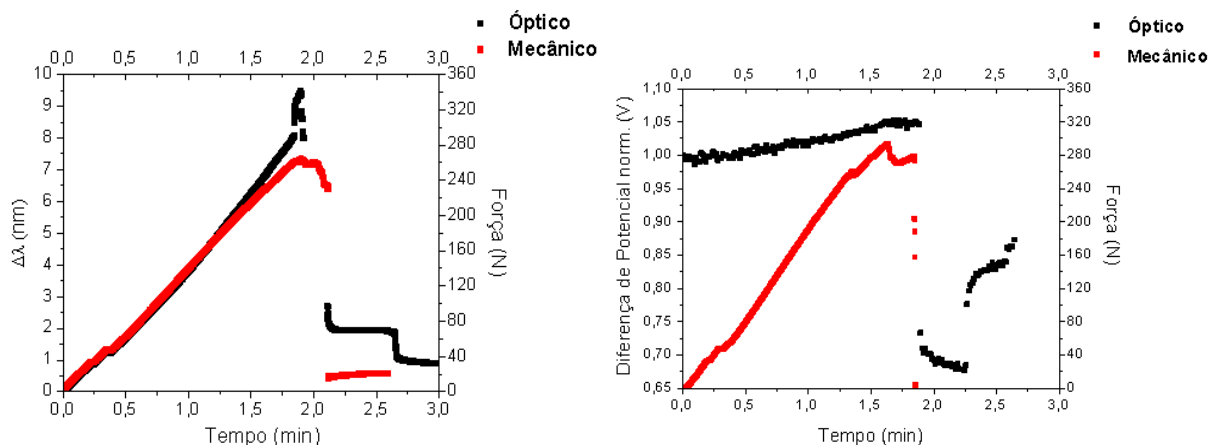 Óptico
Mecânico
0,0 0,5 1,0 1,5 2,0 2,5 3,0
10
9
8
7
6
5
4
3
2
1
0
Δλ (nm)
360
320
280
240
200
160
120
80
40
0
Força (N)
0,0 0,5 1,0 1,5 2,0 2,5 3,0
Tempo (min)
Óptico
Mecânico
0,0 0,5 1,0 1,5 2,0 2,5 3,0
1,10
1,05
1,00
0,95
0,90
0,85
0,80
0,75
0,70
0,65
Diferença de Potencial norm. (V)
360
320
280
240
200
160
120
80
40
0
Força (N)
0,0 0,5 1,0 1,5 2,0 2,5 3,0
Tempo (min)